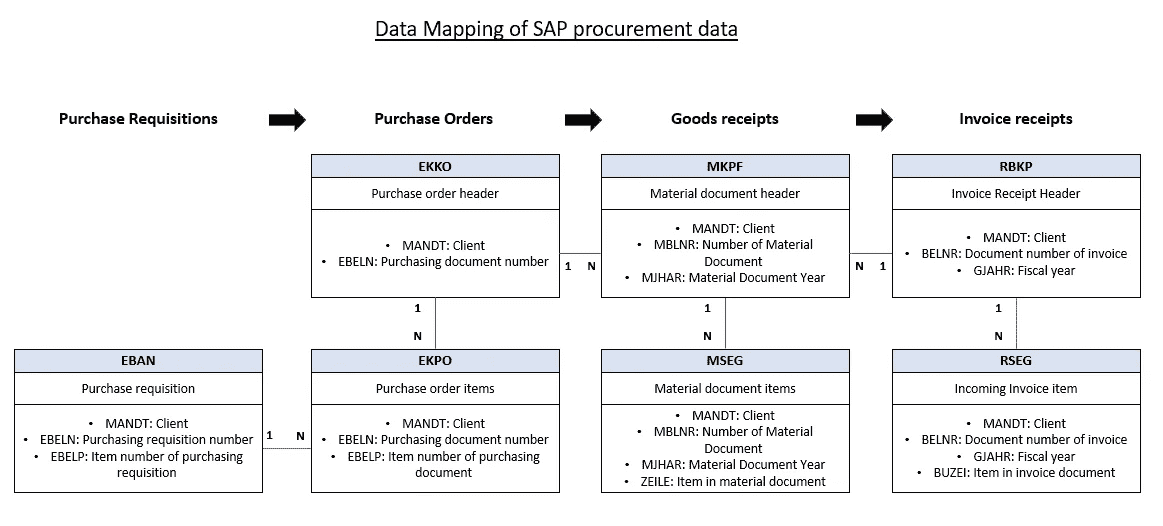 Data Mapping of SAP procurement data
Purchase Requisitions
Purchase Orders
Goods receipts
Invoice receipts
EKKO
Purchase order header
• MANDT: Client
• EBELN: Purchasing document number
1 N
MKPF
Material document header
• MANDT: Client
• MBLNR: Number of Material
Document
• MJHAR: Material Document Year
N 1
RBKP
Invoice Receipt Header
• MANDT: Client
• BELNR: Document number of invoice
• GJAHR: Fiscal year
1
N
1
N
1
N
EBAN
Purchase requisition
• MANDT: Client
• EBELN: Purchasing requisition number
• EBELP: Item number of purchasing
requisition
1 N
EKPO
Purchase order items
• MANDT: Client
• EBELN: Purchasing document number
• EBELP: Item number of purchasing
document
MSEG
Material document items
• MANDT: Client
• MBLNR: Number of Material
Document
• MJHAR: Material Document Year
• ZEILE: Item in material document
RSEG
Incoming Invoice item
• MANDT: Client
• BELNR: Document number of invoice
• GJAHR: Fiscal year
• BUZEI: Item in invoice document